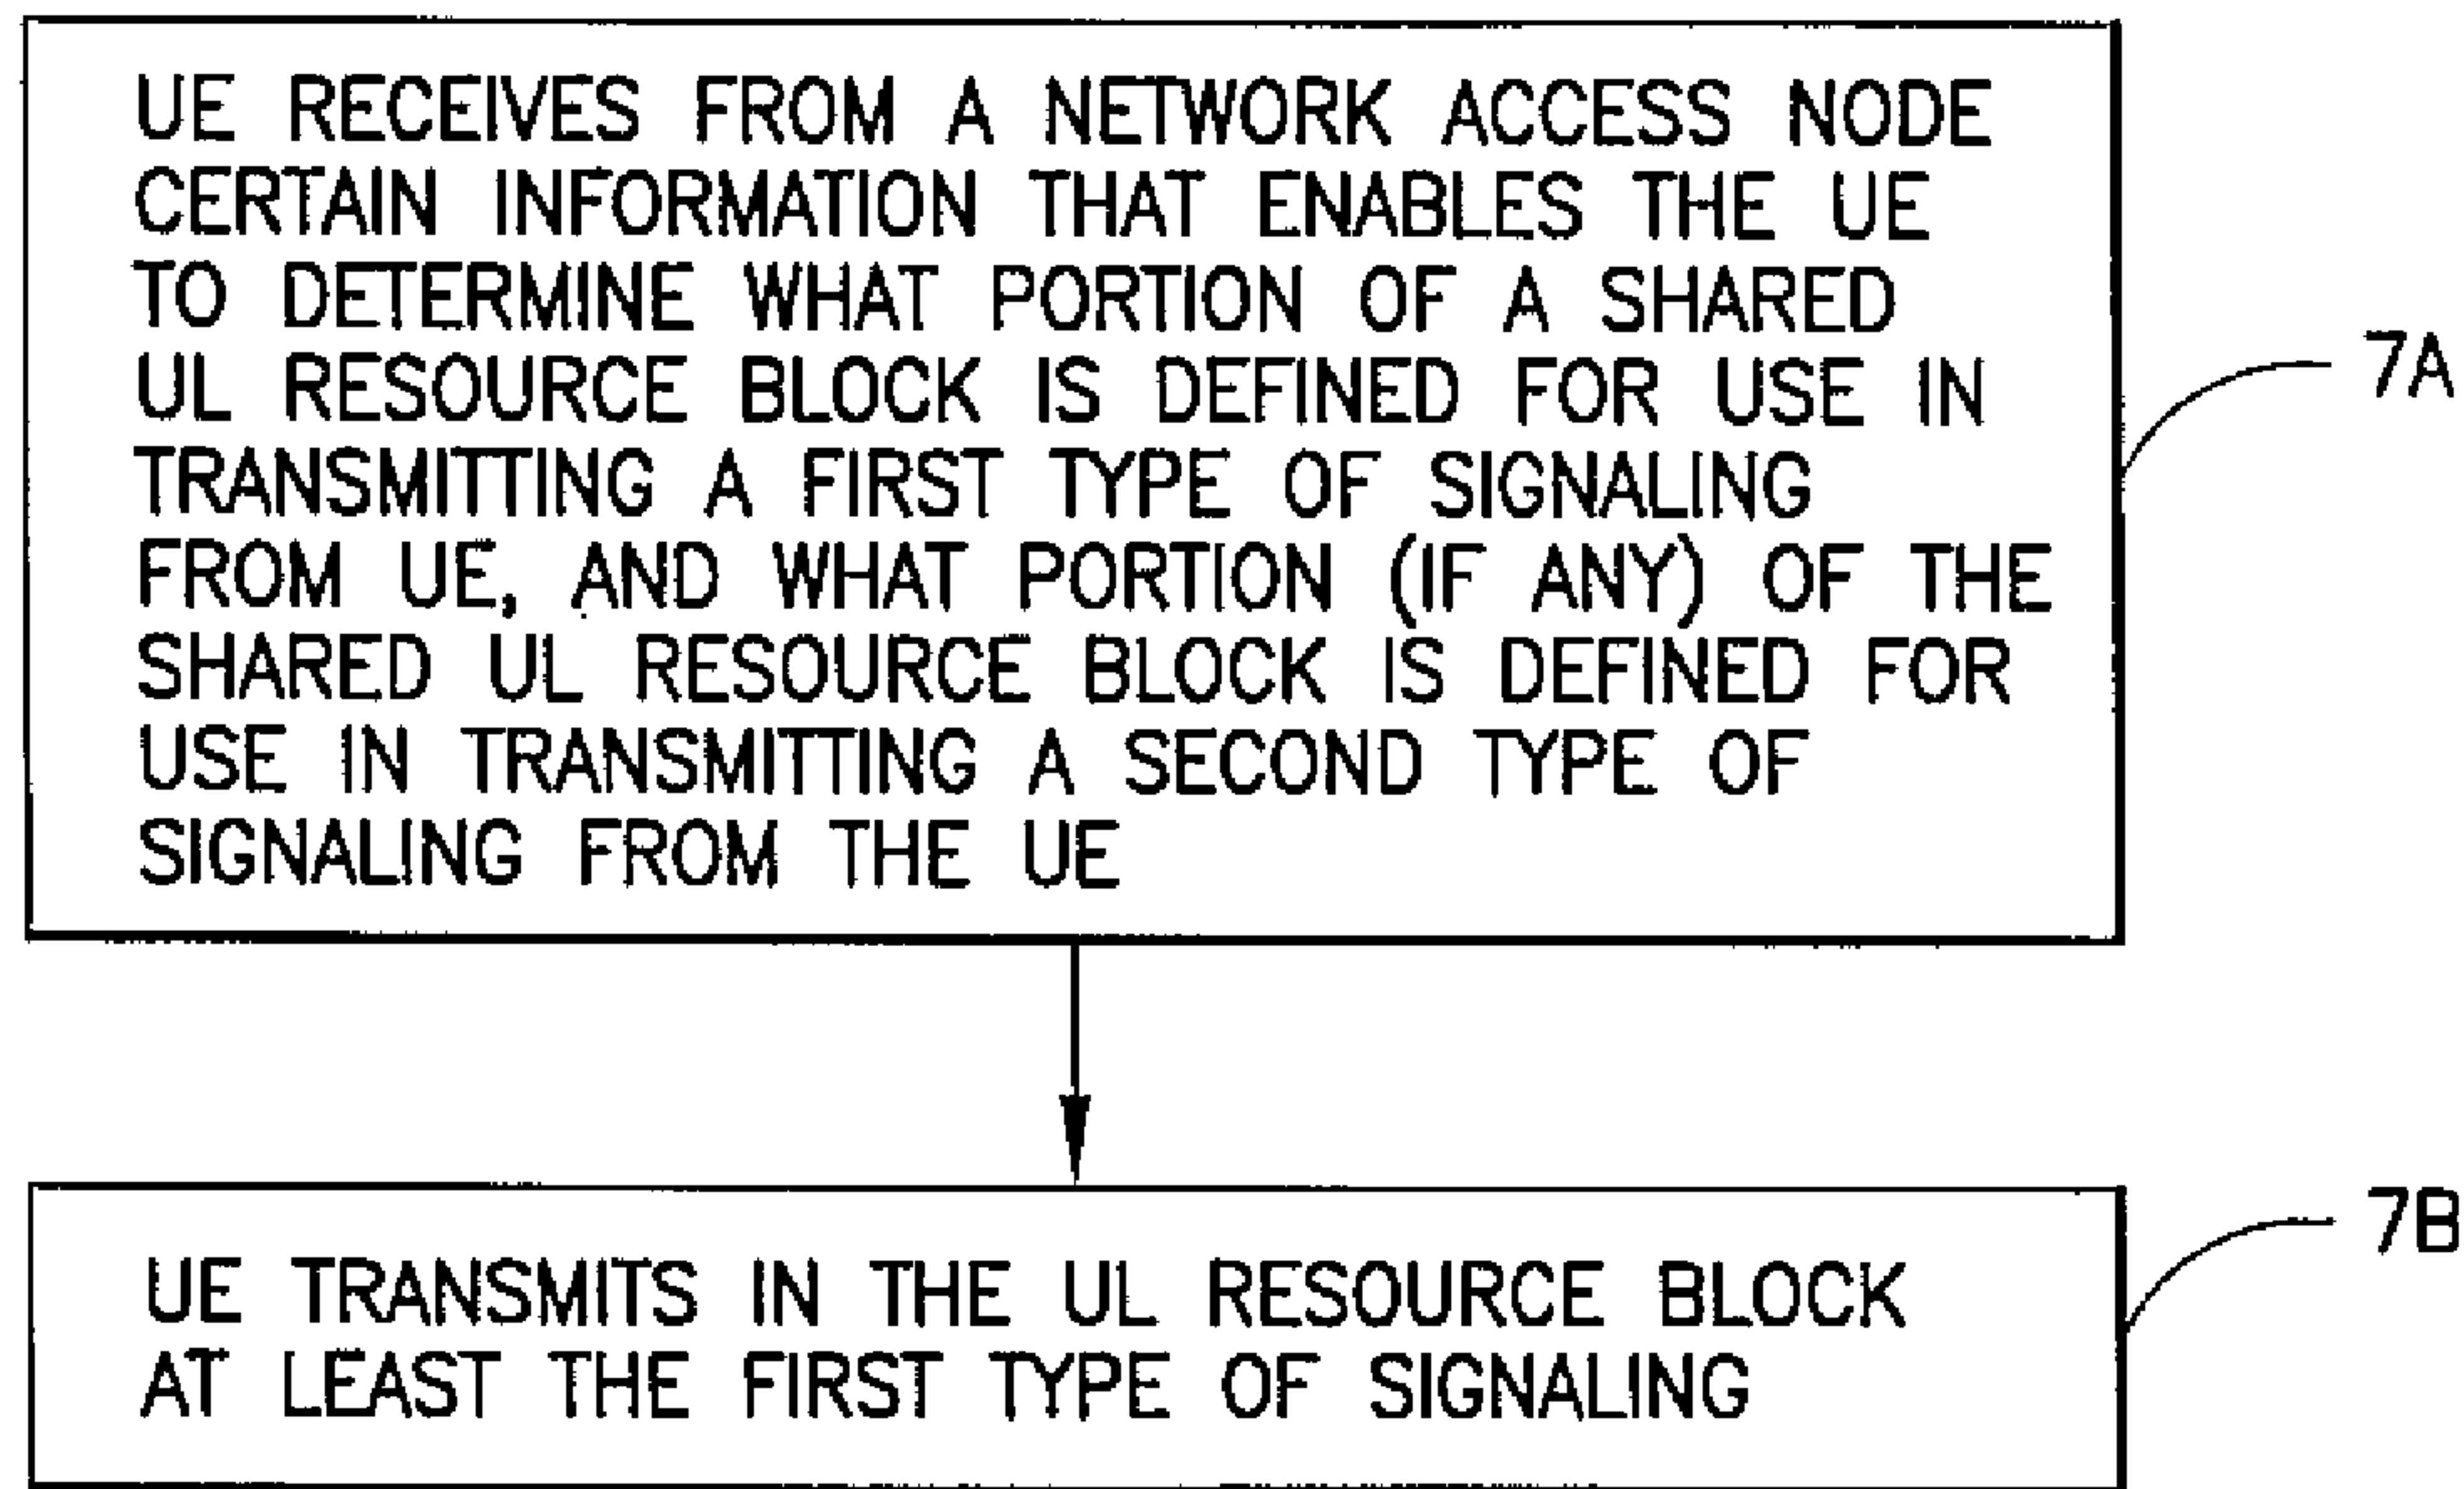 UE RECEIVES FROM A NETWORK ACCESS NODE
CERTAIN INFORMATION THAT ENABLES THE UE
TO DETERMINE WHAT PORTION OF A SHARED
UL RESOURCE BLOCK IS DEFINED FOR USE IN
TRANSMITTING A FIRST TYPE OF SIGNALING
FROM UE, AND WHAT PORTION (IF ANY) OF THE
SHARED UL RESOURCE BLOCK IS DEFINED FOR
USE IN TRANSMITTING A SECOND TYPE OF
SIGNALING FROM THE UE
7A
UE TRANSMITS IN THE UL RESOURCE BLOCK
AT LEAST THE FIRST TYPE OF SIGNALING
7B